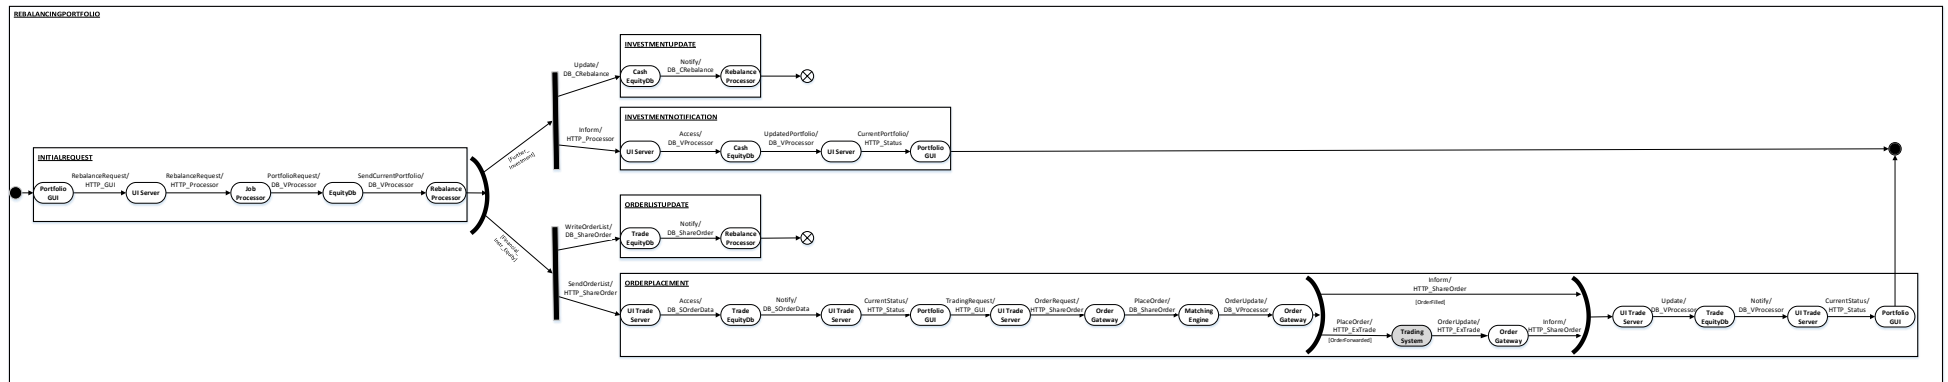 REBALANCINGPORTFOLIO
INITIALREQUEST
Portfolio
GUI
RebalanceRequest/
HTTP_GUI
UI Server
RebalanceRequest/
HTTP_Processor
Job
Processor
PortfolioRequest/
DB_VProcessor
EquityDb
SendCurrentPortfolio/
DB_VProcessor
Rebalance
Processor
[Further_
Investment]
[Financial_
Instr_Equity]
Update/
DB_CRebalance
Inform/
HTTP_Processor
INVESTMENTUPDATE
Cash
EquityDb
Notify/
DB_CRebalance
Rebalance
Processor
INVESTMENTNOTIFICATION
UI Server
Access/
DB_VProcessor
Cash
EquityDb
UpdatedPortfolio/
DB_VProcessor
UI Server
CurrentPortfolio/
HTTP_Status
Portfolio
GUI
WriteOrderList/
DB_ShareOrder
SendOrderList/
HTTP_ShareOrder
ORDERLISTUPDATE
Trade
EquityDb
Notify/
DB_ShareOrder
Rebalance
Processor
ORDERPLACEMENT
UI Trade
Server
Access/
DB_SOrderData
Trade
EquityDb
Notify/
DB_SOrderData
UI Trade
Server
CurrentStatus/
HTTP_Status
Portfolio
GUI
TradingRequest/
HTTP_GUI
UI Trade
Server
OrderRequest/
HTTP_ShareOrder
Order
Gateway
PlaceOrder/
DB_ShareOrder
Matching
Engine
OrderUpdate/
DB_VProcessor
Order
Gateway
Inform/
HTTP_ShareOrder
[OrderFilled]
PlaceOrder/
HTTP_ExTrade
[OrderForwarded]
Trading
System
OrderUpdate/
HTTP_ExTrade
Order
Gateway
Inform/
HTTP_ShareOrder
UI Trade
Server
Update/
DB_VProcessor
Trade
EquityDb
Notify/
DB_VProcessor
UI Trade
Server
CurrentStatus/
HTTP_Status
Portfolio
GUI